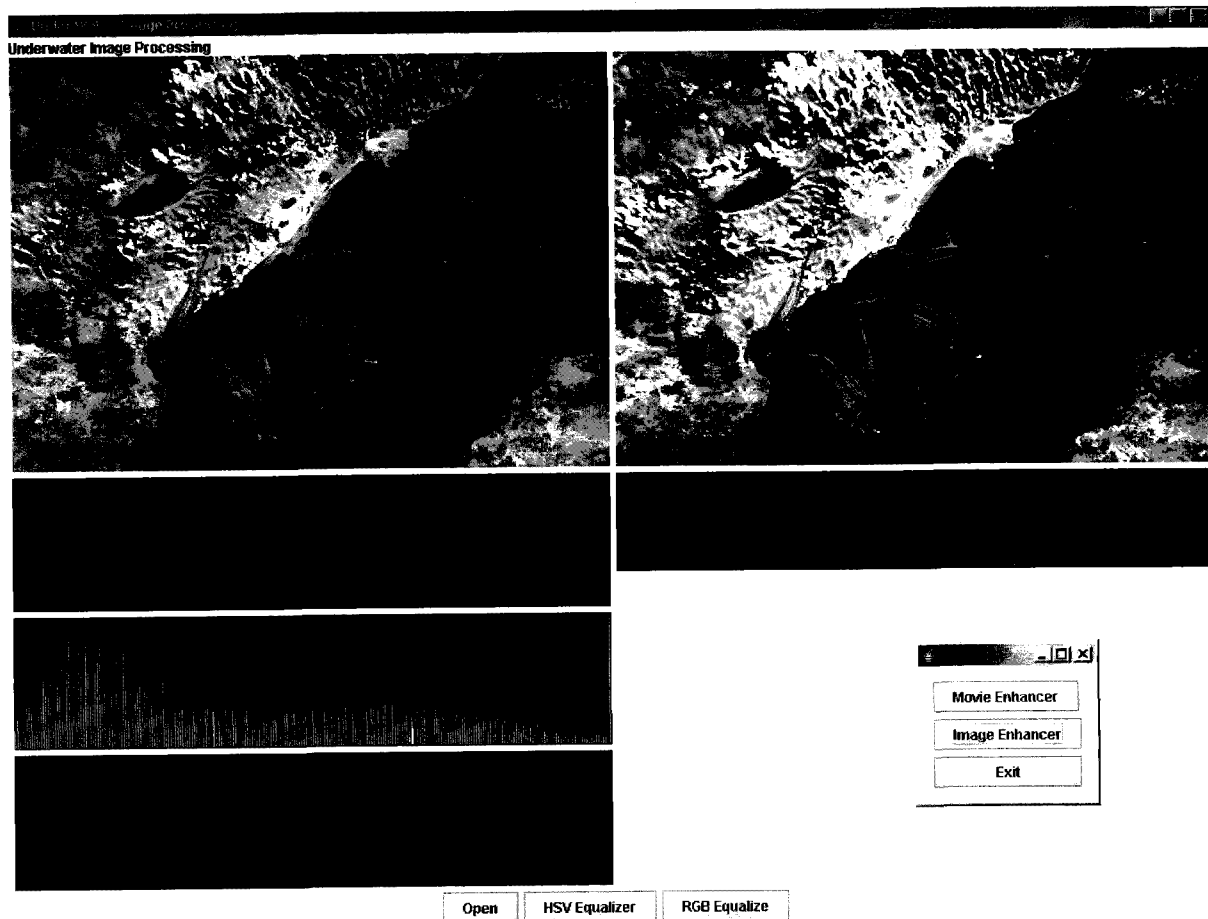 Underwater Image Processing
Movie Enhancer
Image Enhancer
Exit
Open
HSV Equalizer
RGB Equalize